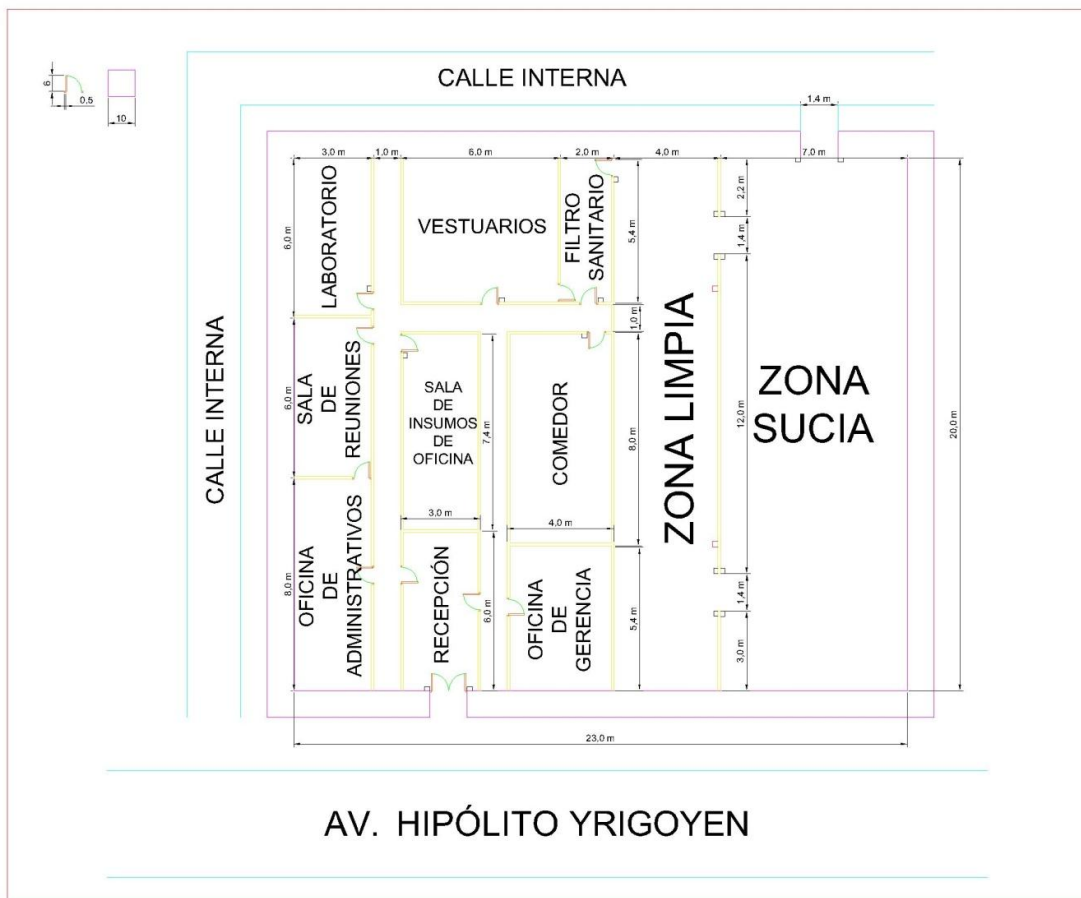 CALLE INTERNA
6
0,5
10
1,4 m
3,0 m
1,0 m
6,0 m
2,0 m
4,0 m
7,0 m
LABORATORIO
6,0 m
VESTUARIOS
FILTRO
SANITARIO
5,4 m
2,2 m
1,4 m
1,0 m
CALLE INTERNA
SALA
DE
REUNIONES
6,0 m
SALA
DE
INSUMOS
DE
OFICINA
7,4 m
3,0 m
COMEDOR
4,0 m
8,0 m
ZONA LIMPIA
12,0 m
ZONA
SUCIA
20,0 m
OFICINA
DE
ADMINISTRATIVOS
8,0 m
RECEPCIÓN
6,0 m
OFICINA
DE
GERENCIA
5,4 m
1,4 m
3,0 m
23,0 m
AV. HIPÓLITO YRIGOYEN